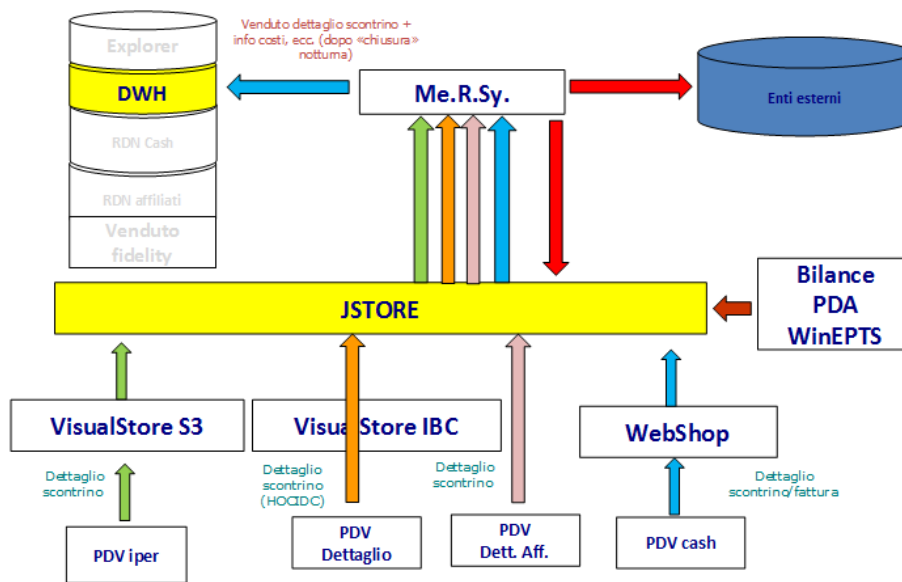 Explorer
DWH
RDN Cash
RDN affiliati
Venduto
fidelity
Venduto dettaglio scontrino +
info costi, ecc. (dopo «chiusura»
notturna)
Me.R.Sy.
Enti esterni
JSTORE
Bilance
PDA
WinEPTS
VisualStore S3
VisualStore IBC
WebShop
Dettaglio
scontrino
Dettaglio
scontrino
(HOCIDC)
Dettaglio
scontrino
Dettaglio
scontrino/fattura
PDV iper
PDV
Dettaglio
PDV
Dett. Aff.
PDV cash